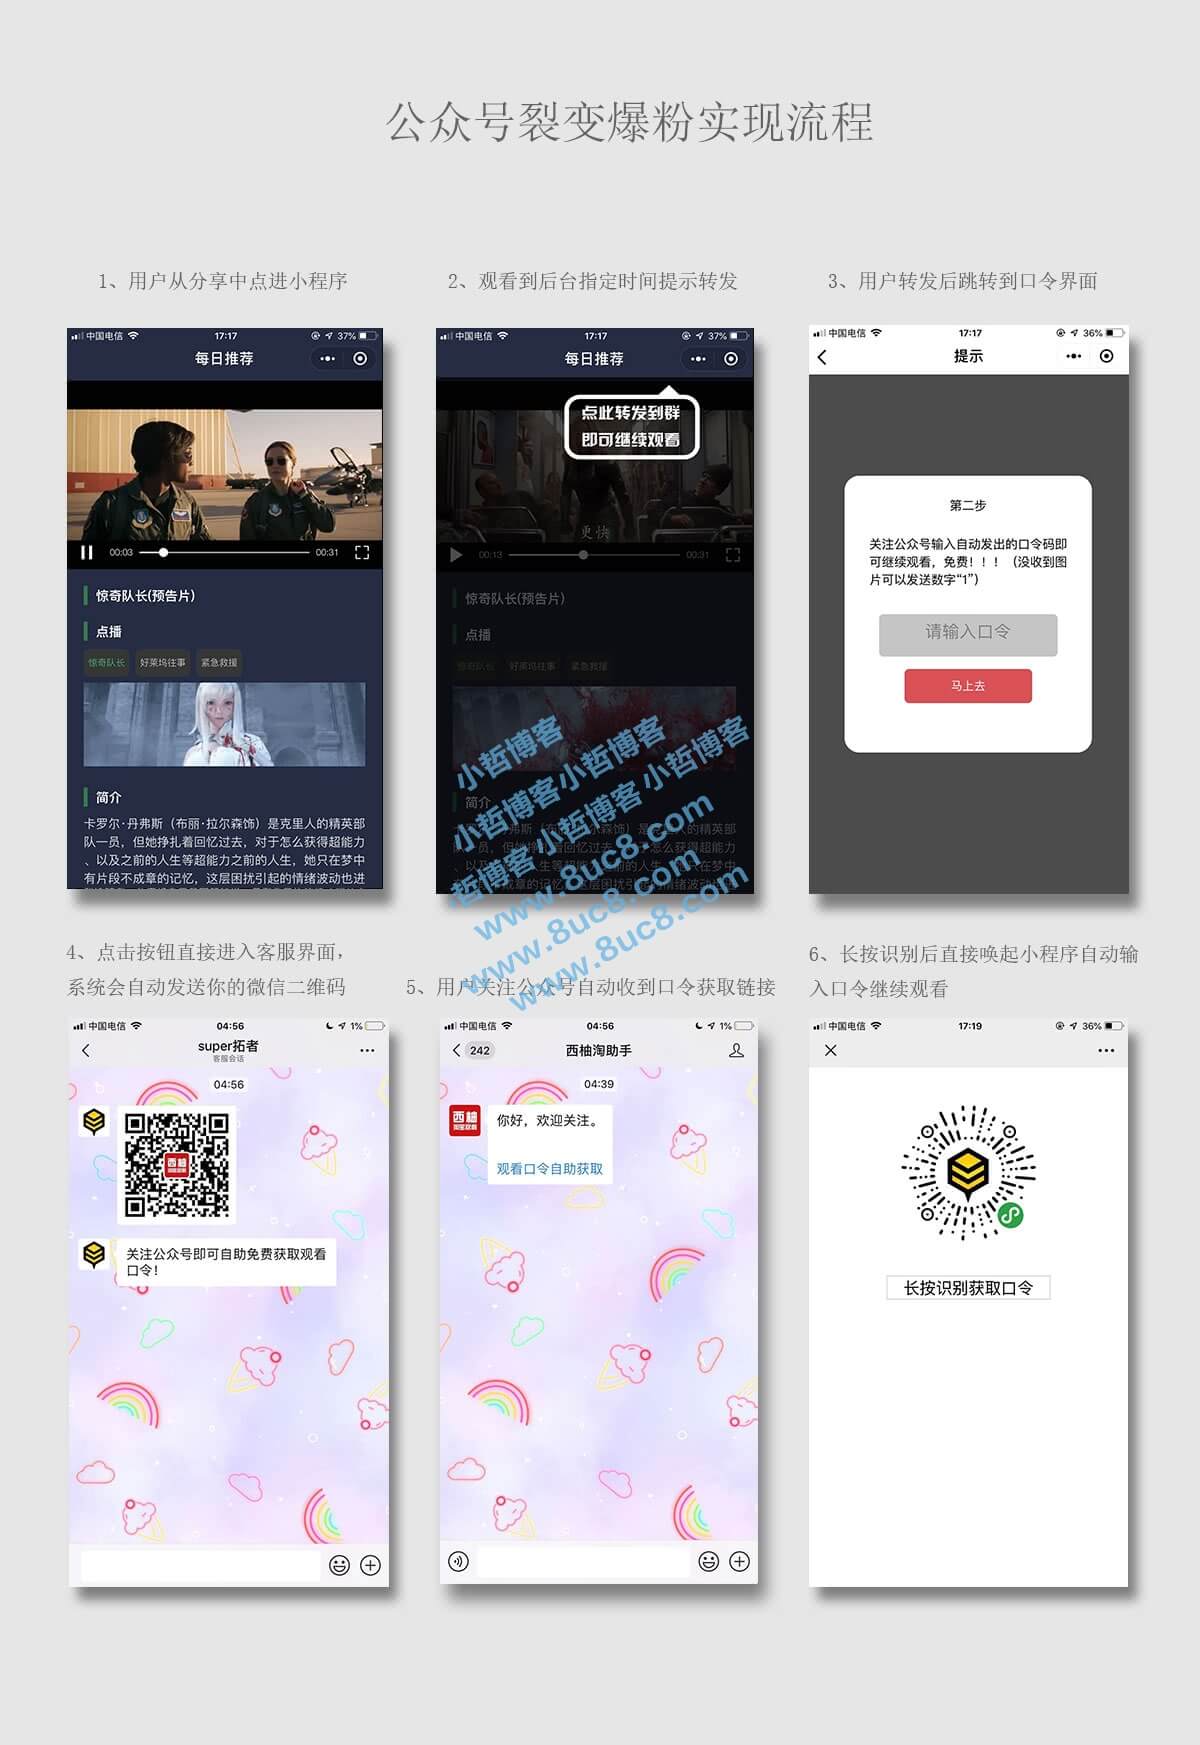 公众号裂变爆粉实现流程
1、用户从分享中点进小程序
2、观看到后台指定时间提示转发
3、用户转发后跳转到口令界面
中国电信
17:17
37%
每日推荐
00:03
00:31
惊奇队长(预告片)
点播
惊奇队长
好莱坞往事
紧急救援
简介
卡罗尔·丹弗斯（布丽·拉尔森饰）是克里人的精英部
队一员，但她挣扎着回忆过去，对于怎么获得超能力
、以及之前的人生等超能力之前的人生，她只在梦中
有片段不成章的记忆，这层困扰引起的情绪波动也进
中国电信
17:17
37%
每日推荐
点此转发到群
即可继续观看
更快
00:13
00:31
惊奇队长(预告片)
点播
惊奇队长
好莱坞往事
紧急救援
简介
小哲博客
小哲博客小哲博客
小哲博客小哲博客
哲博客
www.8uc8.com
www.8uc8.com
www.8uc8.com
中国电信
17:17
36%
提示
第二步
关注公众号输入自动发出的口令码即
可继续观看，免费！！！（没收到图
片可以发送数字“1”）
请输入口令
马上去
4、点击按钮直接进入客服界面，
系统会自动发送你的微信二维码
5、用户关注公众号自动收到口令获取链接
6、长按识别后直接唤起小程序自动输
入口令继续观看
中国电信
04:56
1%
super拓者
客服会话
04:56
西柚
关注公众号即可自助免费获取观看
口令！
中国电信
04:56
1%
242
西柚淘助手
04:39
西柚
你好，欢迎关注。
观看口令自助获取
中国电信
17:19
36%
长按识别获取口令